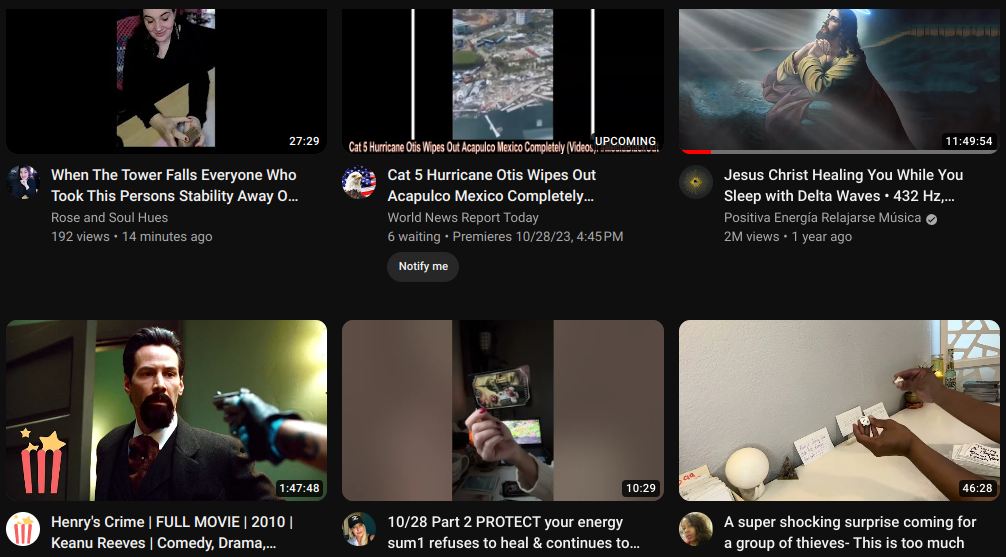 27:29
When The Tower Falls Everyone Who
Took This Persons Stability Away O...
Rose and Soul Hues
192 views • 14 minutes ago
UPCOMING
Cat 5 Hurricane Otis Wipes Out Acapulco Mexico Completely (Videos)
Cat 5 Hurricane Otis Wipes Out
Acapulco Mexico Completely...
World News Report Today
6 waiting • Premieres 10/28/23, 4:45 PM
Notify me
11:49:54
Jesus Christ Healing You While You
Sleep with Delta Waves • 432 Hz,...
Positiva Energía Relajarse Música
2M views • 1 year ago
1:47:48
Henry's Crime | FULL MOVIE | 2010 |
Keanu Reeves | Comedy, Drama,...
10:29
10/28 Part 2 PROTECT your energy
sum1 refuses to heal & continues to...
46:28
A super shocking surprise coming for
a group of thieves- This is too much